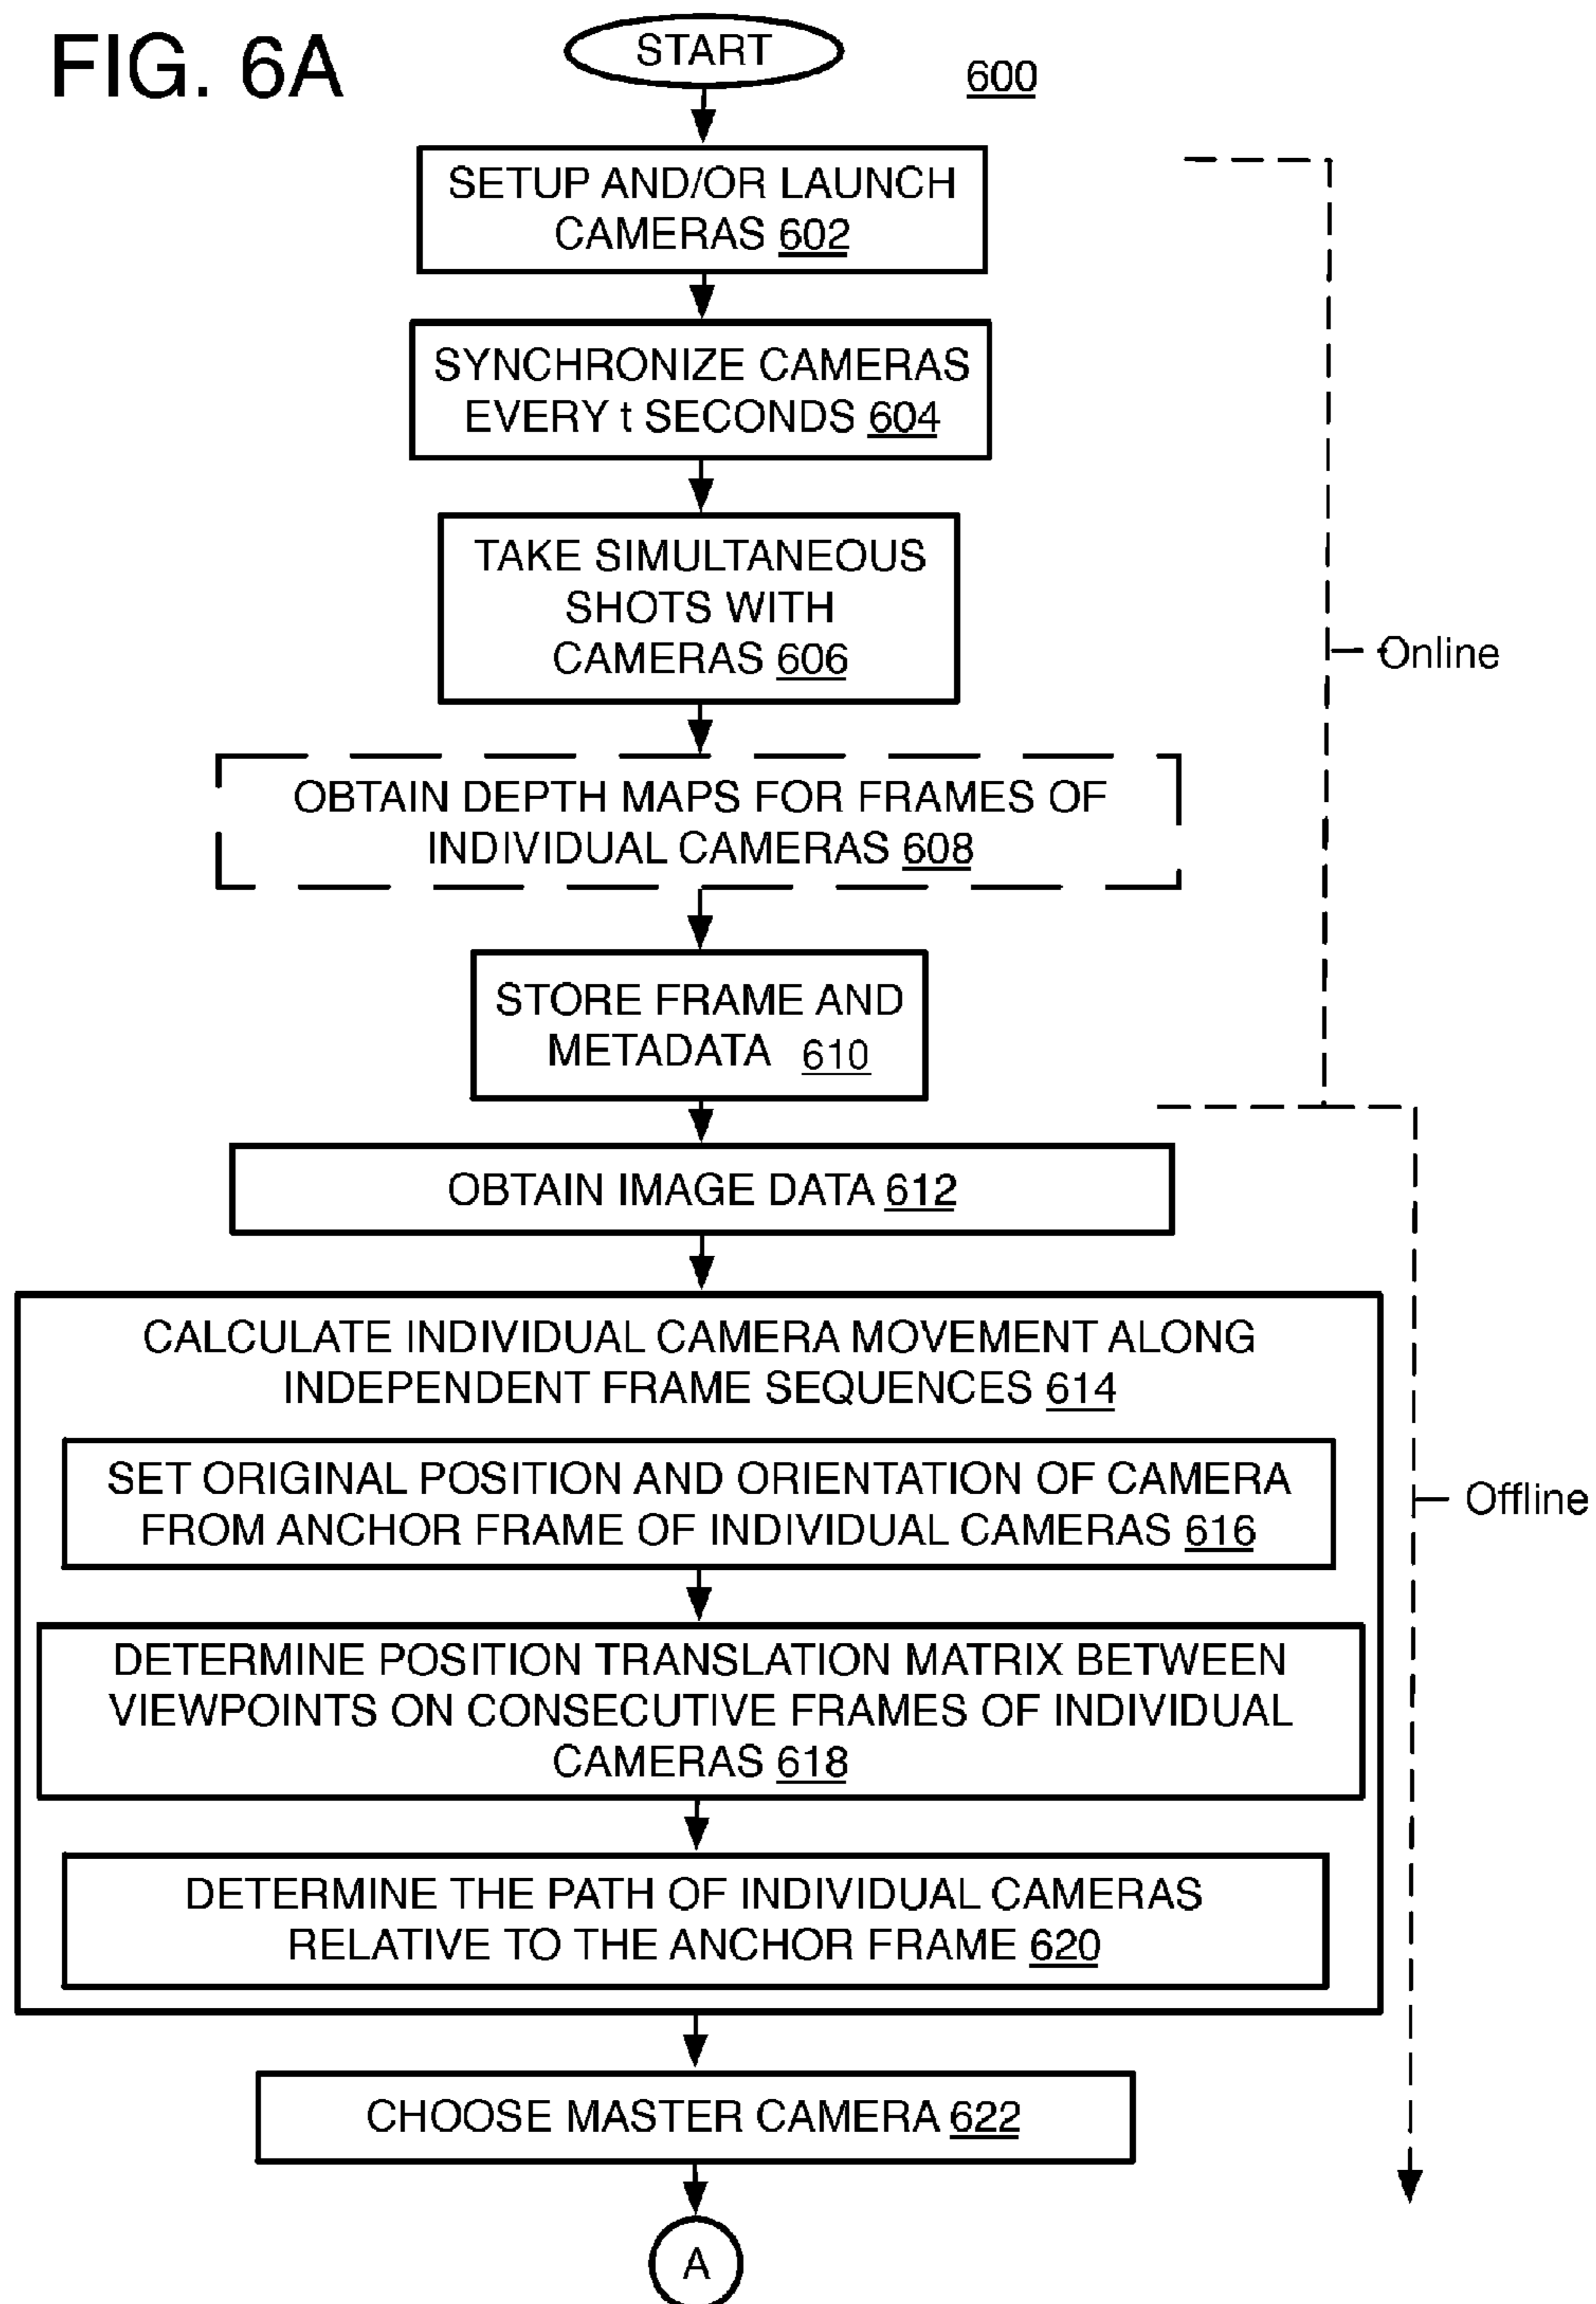 FIG. 6A
START
600
SETUP AND/OR LAUNCH
CAMERAS 602
SYNCHRONIZE CAMERAS
EVERY t SECONDS 604
TAKE SIMULTANEOUS
SHOTS WITH
CAMERAS 606
Online
OBTAIN DEPTH MAPS FOR FRAMES OF
INDIVIDUAL CAMERAS 608
STORE FRAME AND
METADATA 610
OBTAIN IMAGE DATA 612
CALCULATE INDIVIDUAL CAMERA MOVEMENT ALONG
INDEPENDENT FRAME SEQUENCES 614
SET ORIGINAL POSITION AND ORIENTATION OF CAMERA
FROM ANCHOR FRAME OF INDIVIDUAL CAMERAS 616
Offline
DETERMINE POSITION TRANSLATION MATRIX BETWEEN
VIEWPOINTS ON CONSECUTIVE FRAMES OF INDIVIDUAL
CAMERAS 618
DETERMINE THE PATH OF INDIVIDUAL CAMERAS
RELATIVE TO THE ANCHOR FRAME 620
CHOOSE MASTER CAMERA 622
A